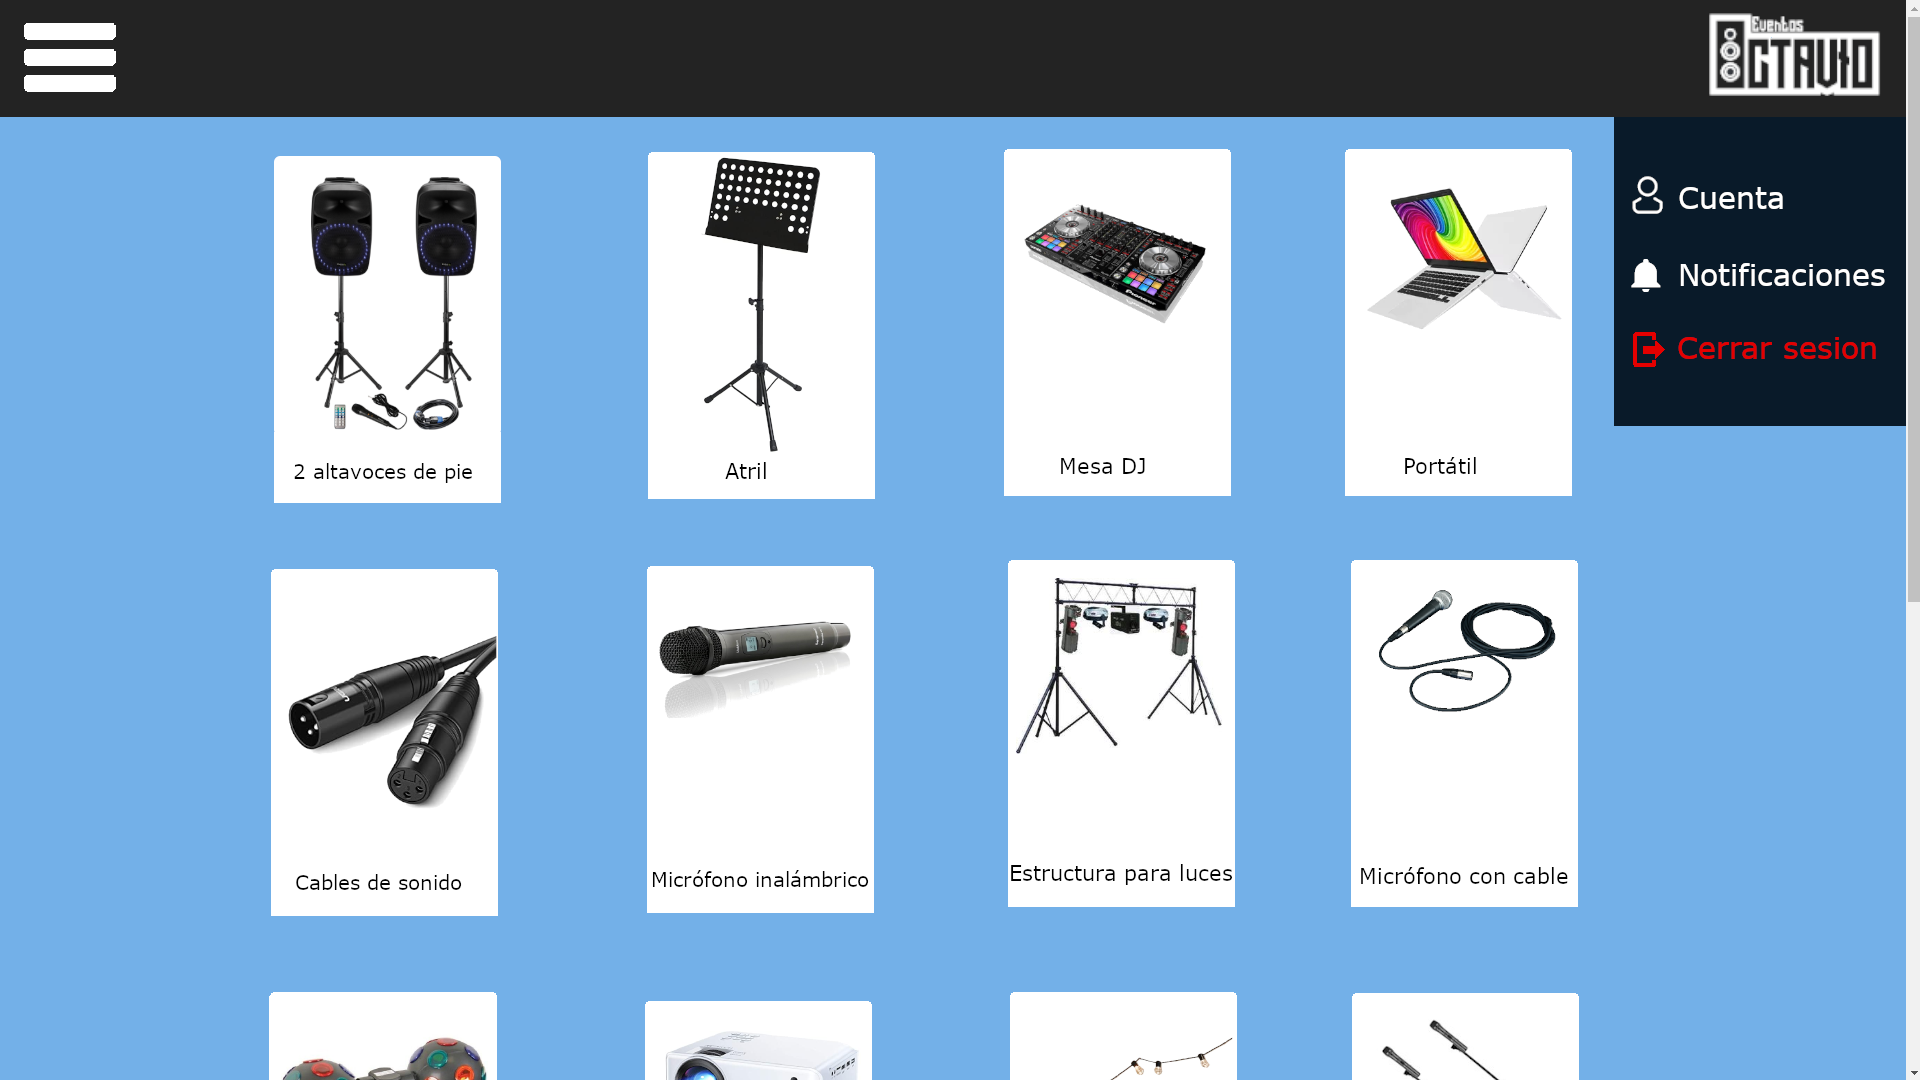 Eventos
OCTAVIO
Cuenta
Notificaciones
Cerrar sesion
2 altavoces de pie
Atril
Mesa DJ
Portátil
Cables de sonido
Micrófono inalámbrico
Estructura para luces
Micrófono con cable